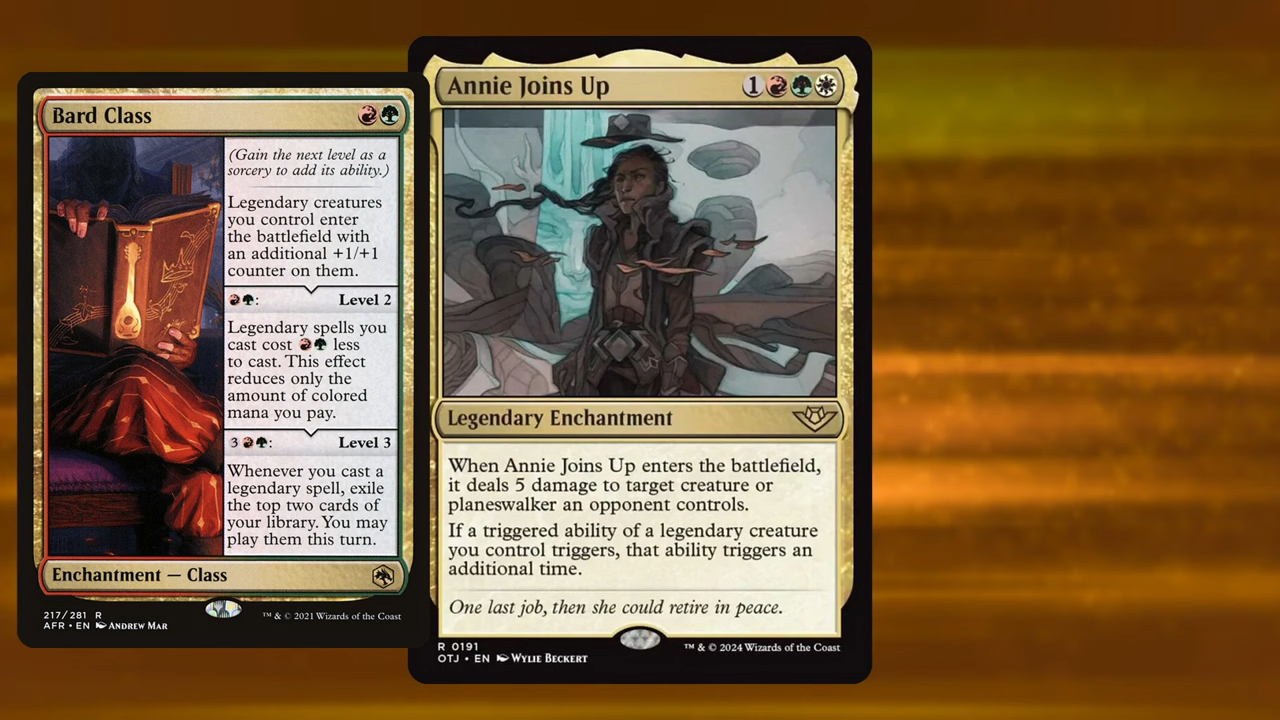 Bard Class
(Gain the next level as a
sorcery to add its ability.)
Legendary creatures
you control enter
the battlefield with
an additional +1/+1
counter on them.
: Level 2
Legendary spells you
cast cost less
to cast. This effect
reduces only the
amount of colored
mana you pay.
3 : Level 3
Whenever you cast a
legendary spell, exile
the top two cards of
your library. You may
play them this turn.
Enchantment — Class
217/281 R
AFR • EN Andrew Mar
™ & © 2021 Wizards of the Coast
Annie Joins Up 1
Legendary Enchantment
When Annie Joins Up enters the battlefield,
it deals 5 damage to target creature or
planeswalker an opponent controls.
If a triggered ability of a legendary creature
you control triggers, that ability triggers an
additional time.
One last job, then she could retire in peace.
R 0191
OTJ • EN Wylie Beckert
™ & © 2024 Wizards of the Coast